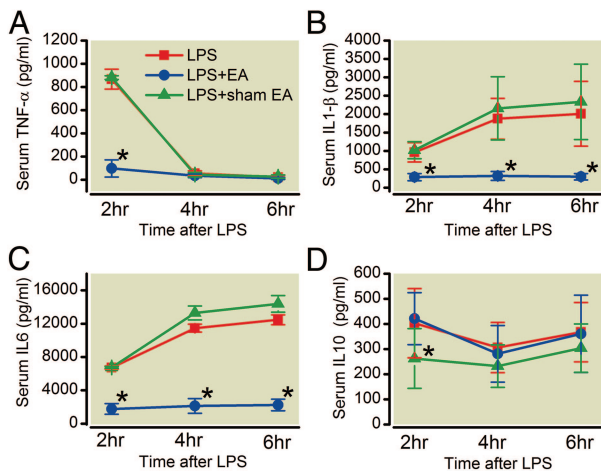 A
Serum TNF-α (pg/ml)
1200
1000
800
600
400
200
0
LPS
LPS+EA
LPS+sham EA
*
2hr 4hr 6hr
Time after LPS
B
Serum IL1-β (pg/ml)
4000
3500
3000
2500
2000
1500
1000
500
0
* * *
2hr 4hr 6hr
Time after LPS
C
Serum IL6 (pg/ml)
16000
12000
8000
4000
0
* * *
2hr 4hr 6hr
Time after LPS
D
Serum IL10 (pg/ml)
600
500
400
300
200
100
0
*
2hr 4hr 6hr
Time after LPS